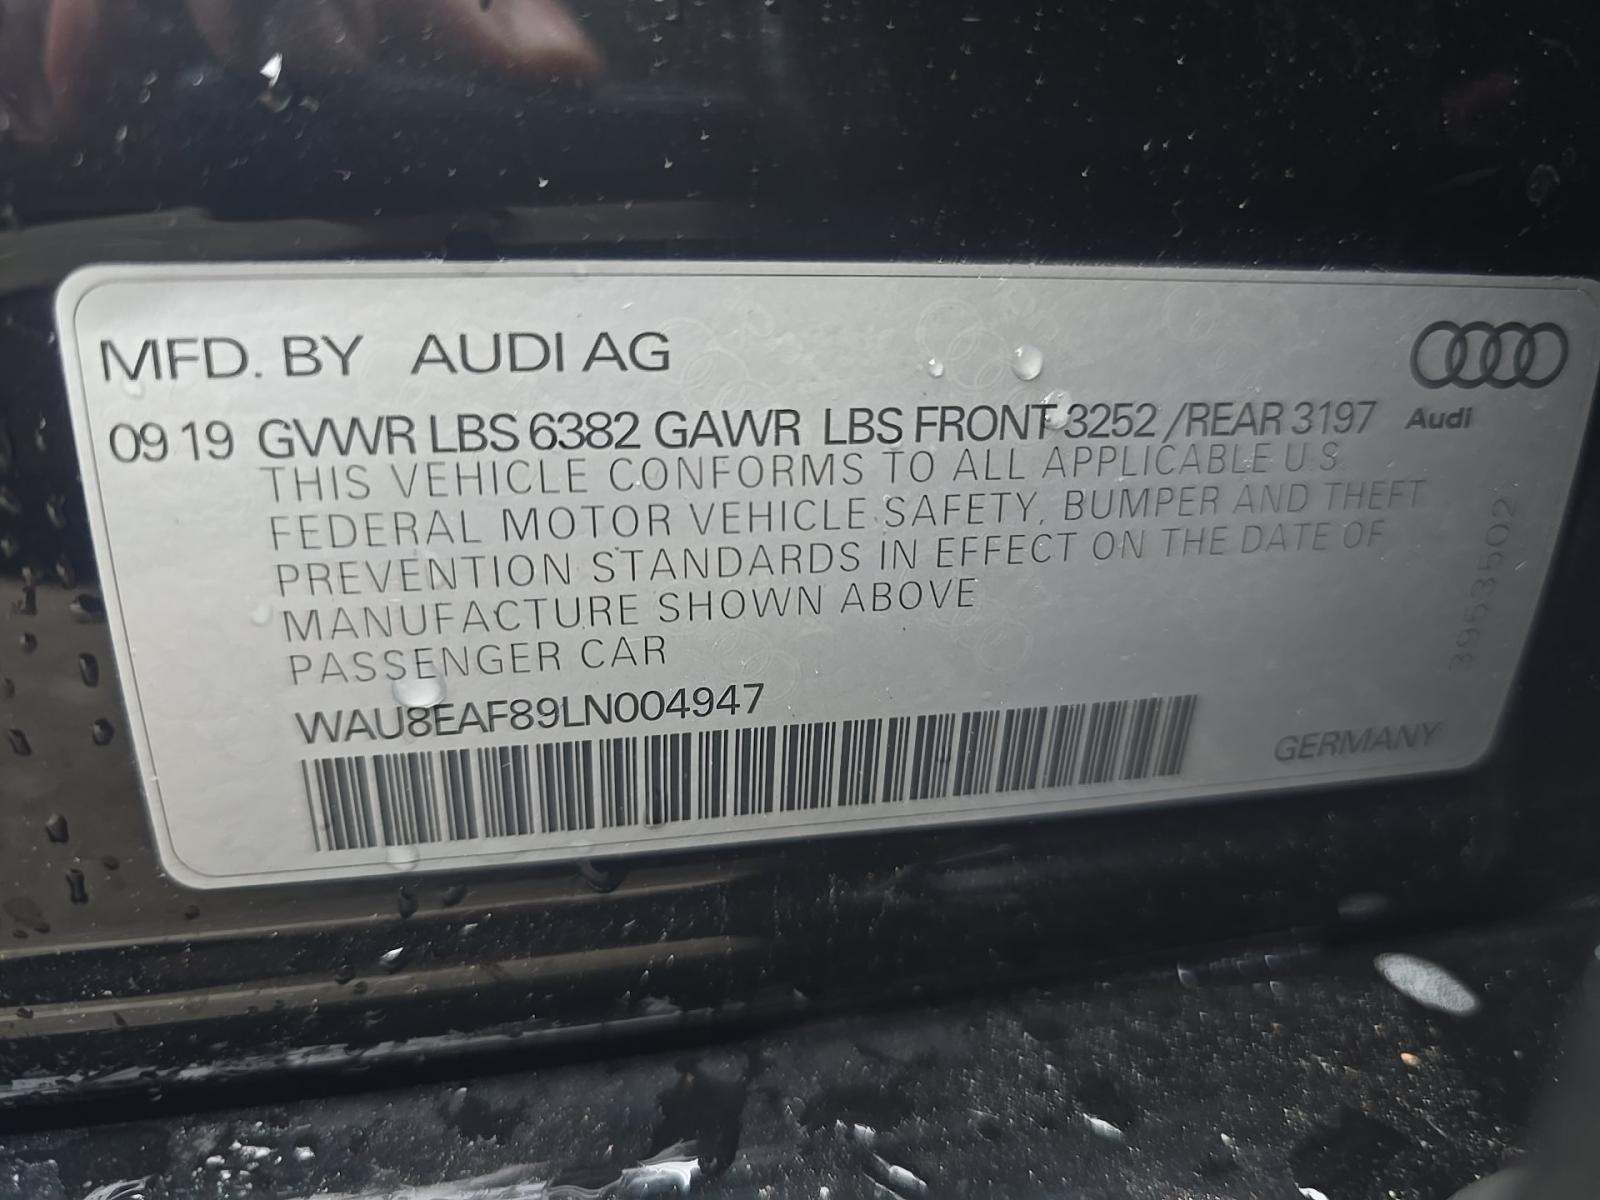 MFD. BY AUDI AG
09 19 GVWR LBS 6382 GAWR LBS FRONT 3252 /REAR 3197 Audi
THIS VEHICLE CONFORMS TO ALL APPLICABLE U.S.
FEDERAL MOTOR VEHICLE SAFETY, BUMPER AND THEFT
PREVENTION STANDARDS IN EFFECT ON THE DATE OF
MANUFACTURE SHOWN ABOVE
PASSENGER CAR
WAU8EAF89LN004947
GERMANY